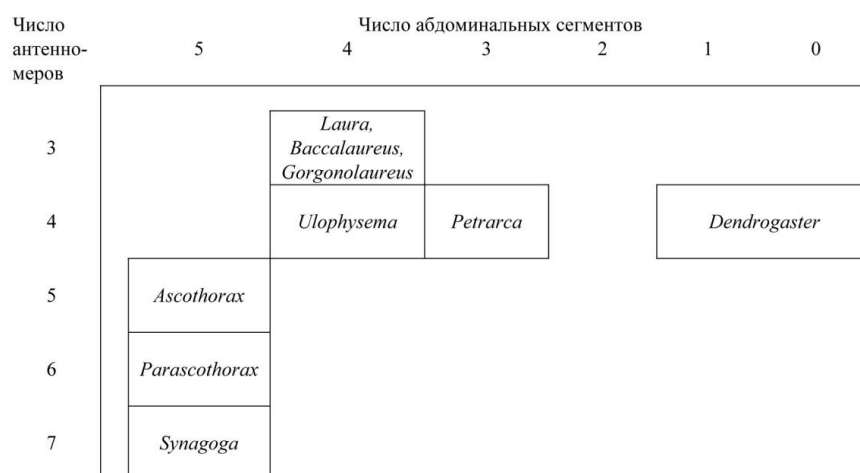 Число
антенно-
меров
Число абдоминальных сегментов
5 4 3 2 1 0
3
Laura,
Baccalaureus,
Gorgonolaureus
4 Ulophysema Petrarca Dendrogaster
5 Ascothorax
6 Parascothorax
7 Synagoga